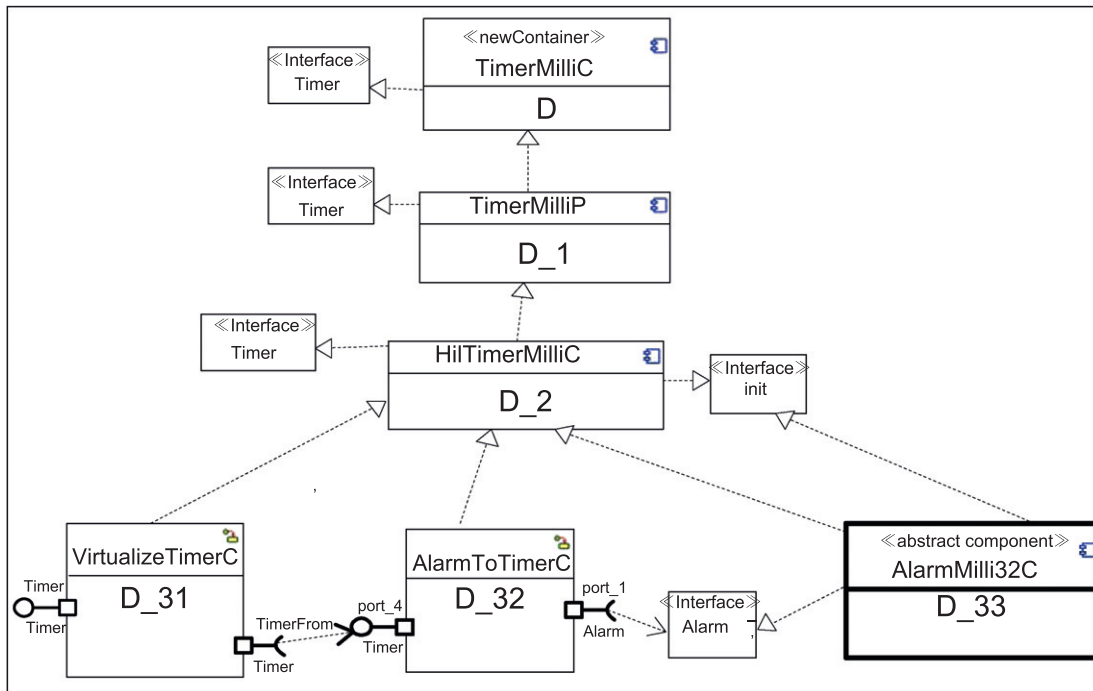 ≪newContainer≫
TimerMilliC
D
≪Interface≫
Timer
≪Interface≫
Timer
TimerMilliP
D_1
≪Interface≫
Timer
HilTimerMilliC
D_2
≪Interface≫
init
VirtualizeTimerC
D_31
Timer
Timer
TimerFrom
Timer
AlarmToTimerC
D_32
port_4
Timer
port_1
Alarm
≪Interface≫
Alarm
≪abstract component≫
AlarmMilli32C
D_33